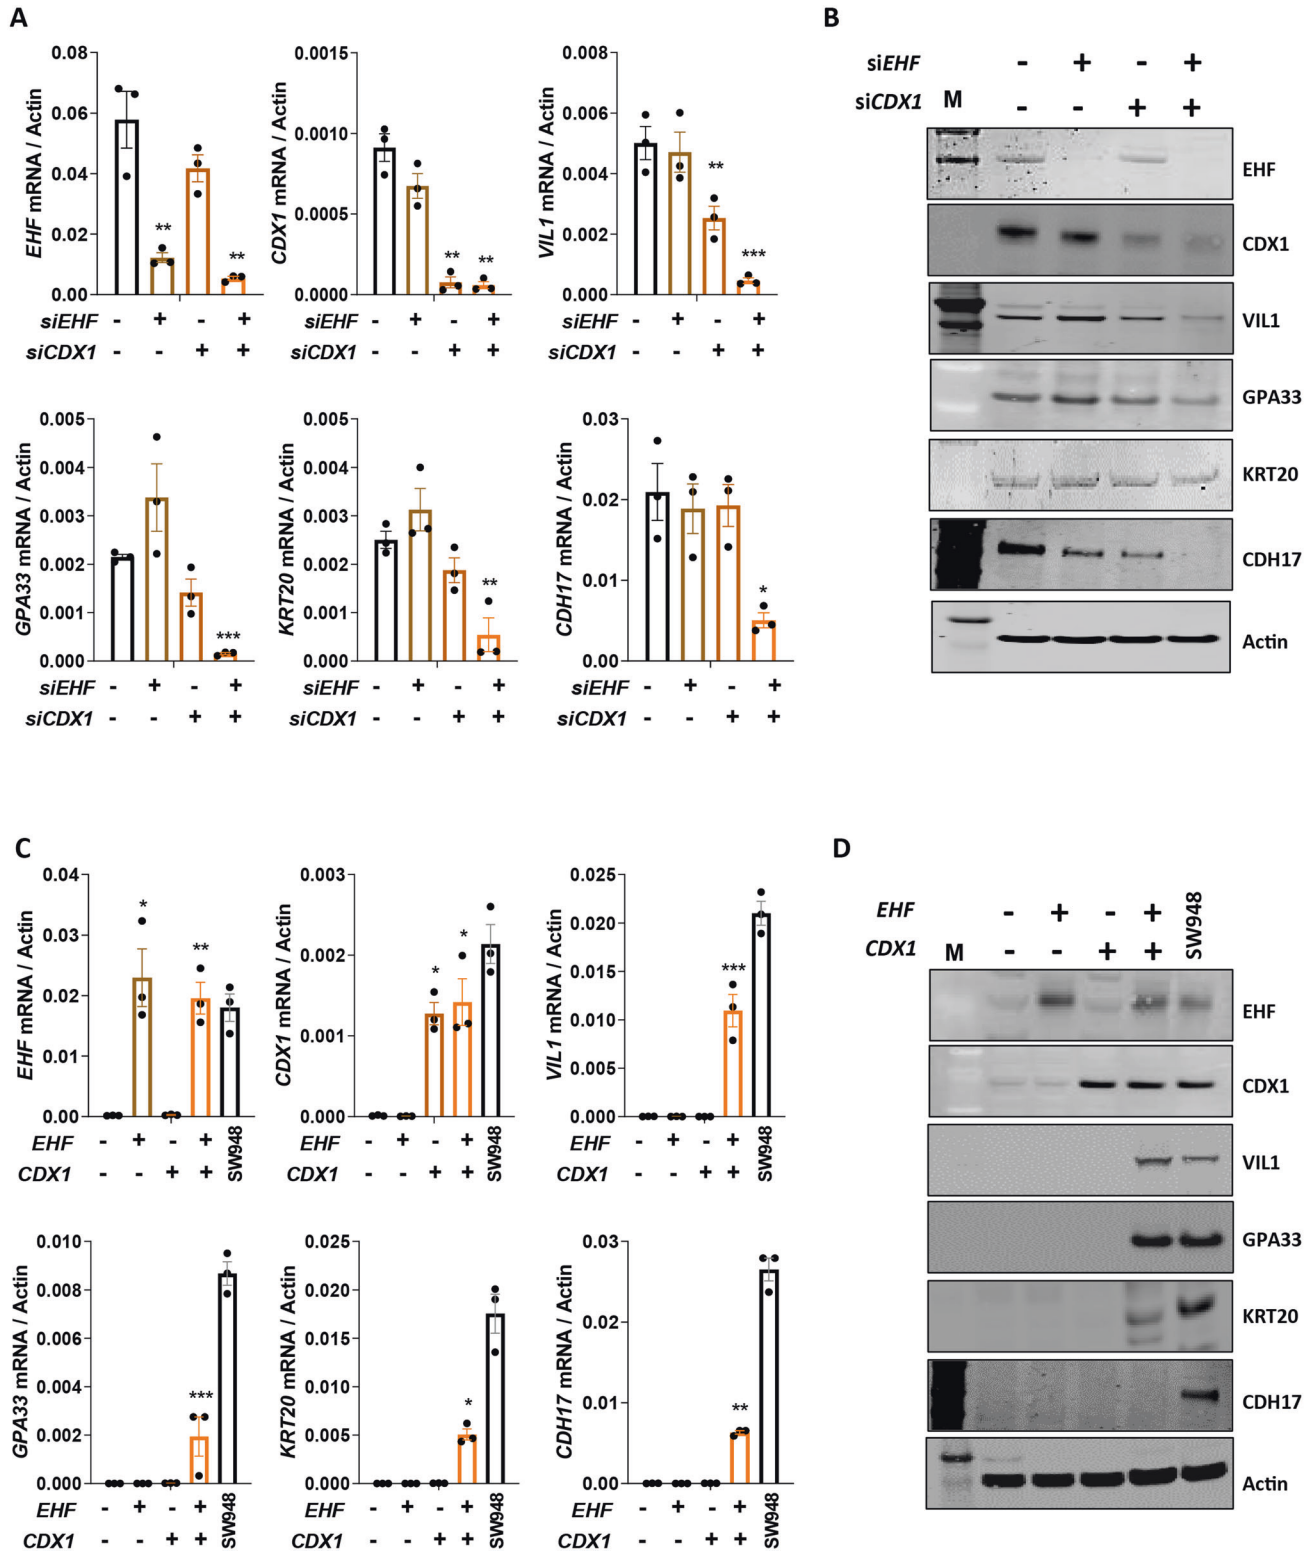 A
EHF mRNA / Actin
0.08
0.06
0.04
0.02
0.00
**
**
siEHF - + - +
siCDX1 - - + +
CDX1 mRNA / Actin
0.0015
0.0010
0.0005
0.0000
**
**
siEHF - + - +
siCDX1 - - + +
VIL1 mRNA / Actin
0.008
0.006
0.004
0.002
0.000
**
***
siEHF - + - +
siCDX1 - - + +
GPA33 mRNA / Actin
0.005
0.004
0.003
0.002
0.001
0.000
***
siEHF - + - +
siCDX1 - - + +
KRT20 mRNA / Actin
0.005
0.004
0.003
0.002
0.001
0.000
**
siEHF - + - +
siCDX1 - - + +
CDH17 mRNA / Actin
0.03
0.02
0.01
0.00
*
siEHF - + - +
siCDX1 - - + +
B
siEHF - + - +
siCDX1 M - - + +
EHF
CDX1
VIL1
GPA33
KRT20
CDH17
Actin
C
EHF mRNA / Actin
0.04
0.03
0.02
0.01
0.00
*
**
EHF - + - + SW948
CDX1 - - + +
CDX1 mRNA / Actin
0.003
0.002
0.001
0.000
*
*
EHF - + - + SW948
CDX1 - - + +
VIL1 mRNA / Actin
0.025
0.020
0.015
0.010
0.005
0.000
***
EHF - + - + SW948
CDX1 - - + +
GPA33 mRNA / Actin
0.010
0.008
0.006
0.004
0.002
0.000
***
EHF - + - + SW948
CDX1 - - + +
KRT20 mRNA / Actin
0.025
0.020
0.015
0.010
0.005
0.000
*
EHF - + - + SW948
CDX1 - - + +
CDH17 mRNA / Actin
0.03
0.02
0.01
0.00
**
EHF - + - + SW948
CDX1 - - + +
D
EHF - + - + SW948
CDX1 M - - + +
EHF
CDX1
VIL1
GPA33
KRT20
CDH17
Actin